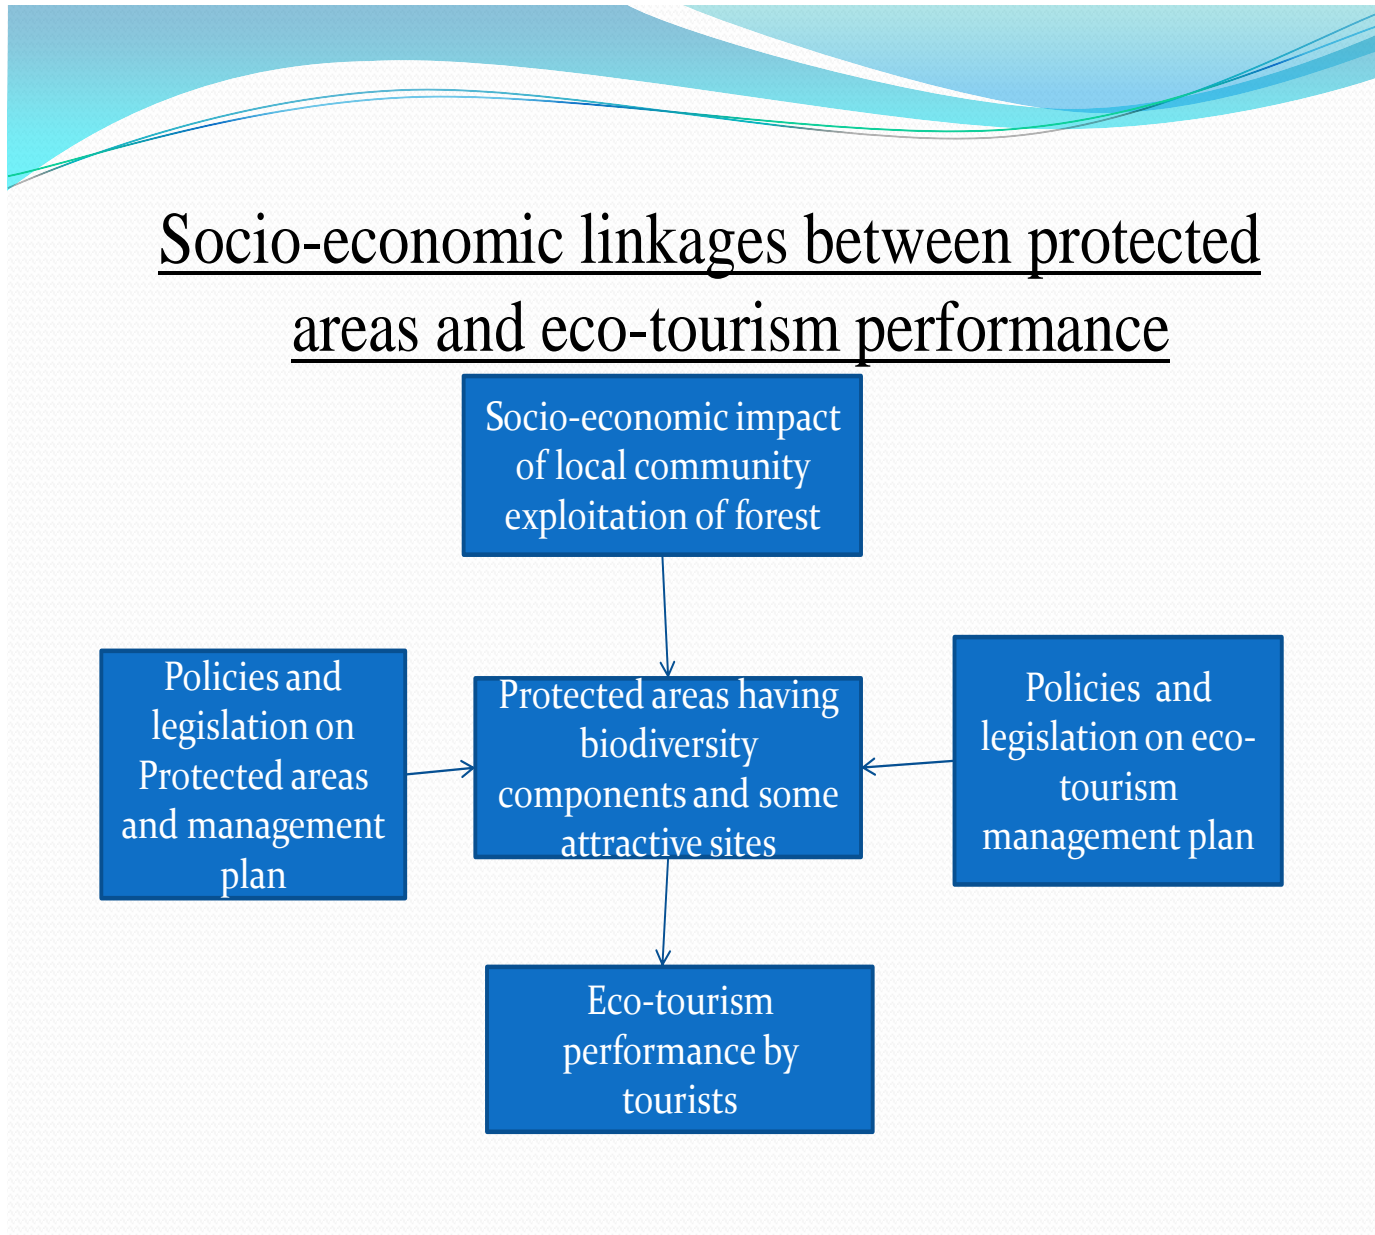 Socio-economic linkages between protected
areas and eco-tourism performance
Socio-economic impact
of local community
exploitation of forest
Policies and
legislation on
Protected areas
and management
plan
Protected areas having
biodiversity
components and some
attractive sites
Policies and
legislation on eco-
tourism
management plan
Eco-tourism
performance by
tourists